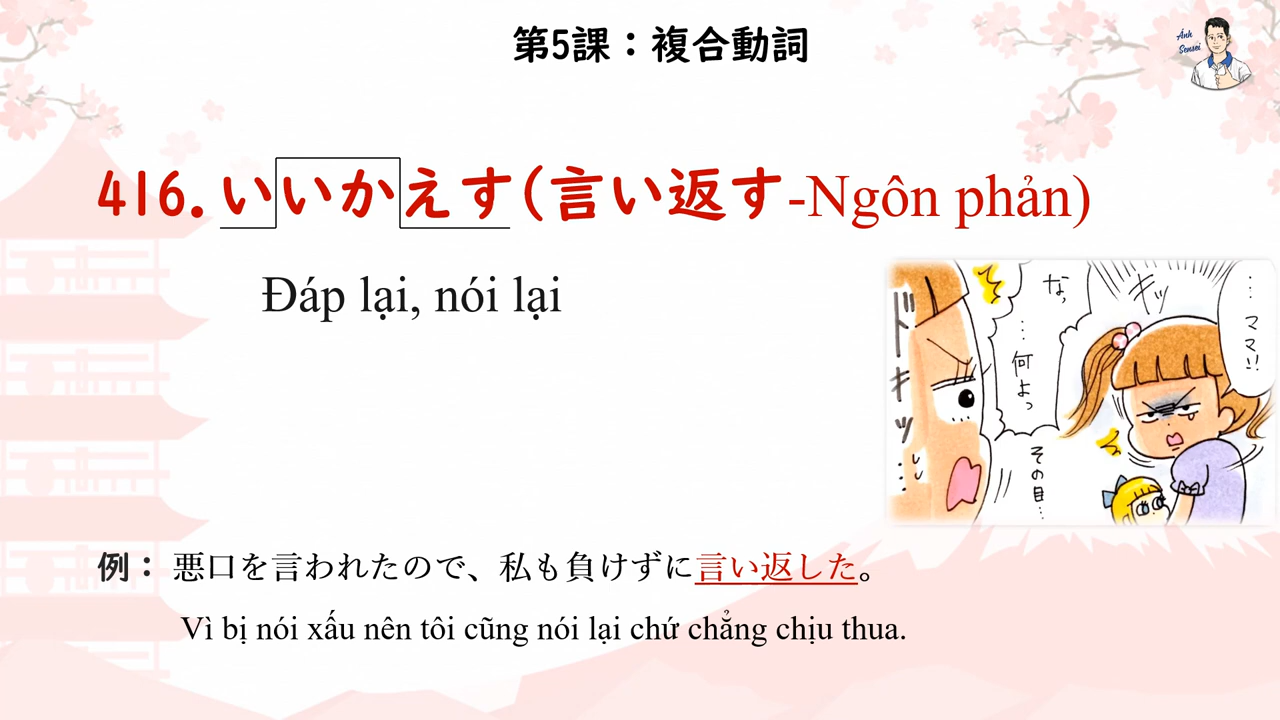 第5課：複合動詞
Anh
Sensei
416.いいかえす(言い返す-Ngôn phản)
Đáp lại, nói lại
…ママ!!
キッ
なっ
…何よっ
その目…
ドキッ…
例： 悪口を言われたので、私も負けずに言い返した。
Vì bị nói xấu nên tôi cũng nói lại chứ chẳng chịu thua.